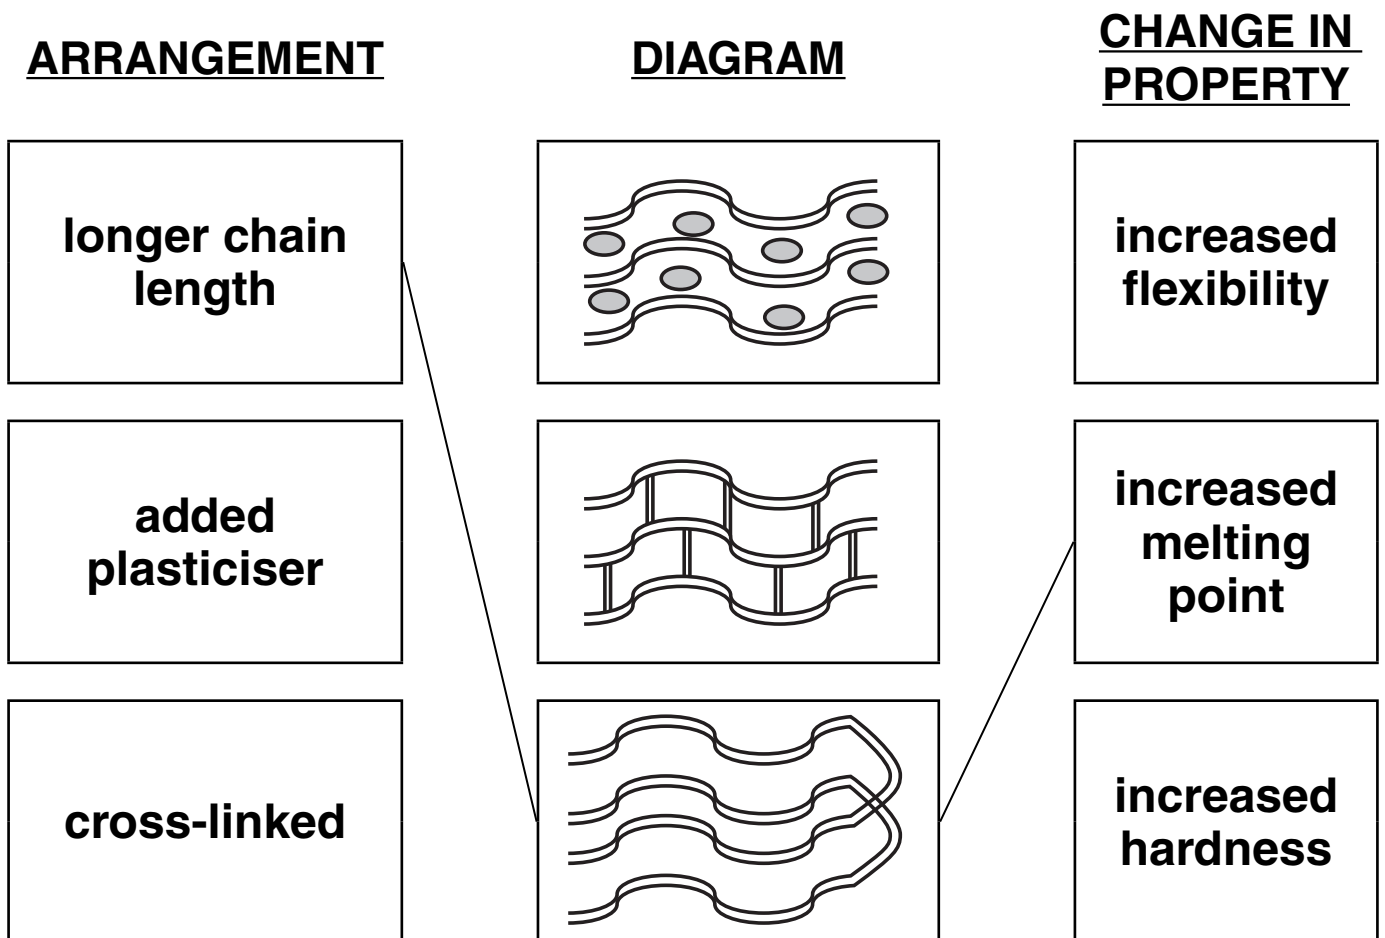 ARRANGEMENT
DIAGRAM
CHANGE IN
PROPERTY
longer chain
length
increased
flexibility
added
plasticiser
increased
melting
point
cross-linked
increased
hardness